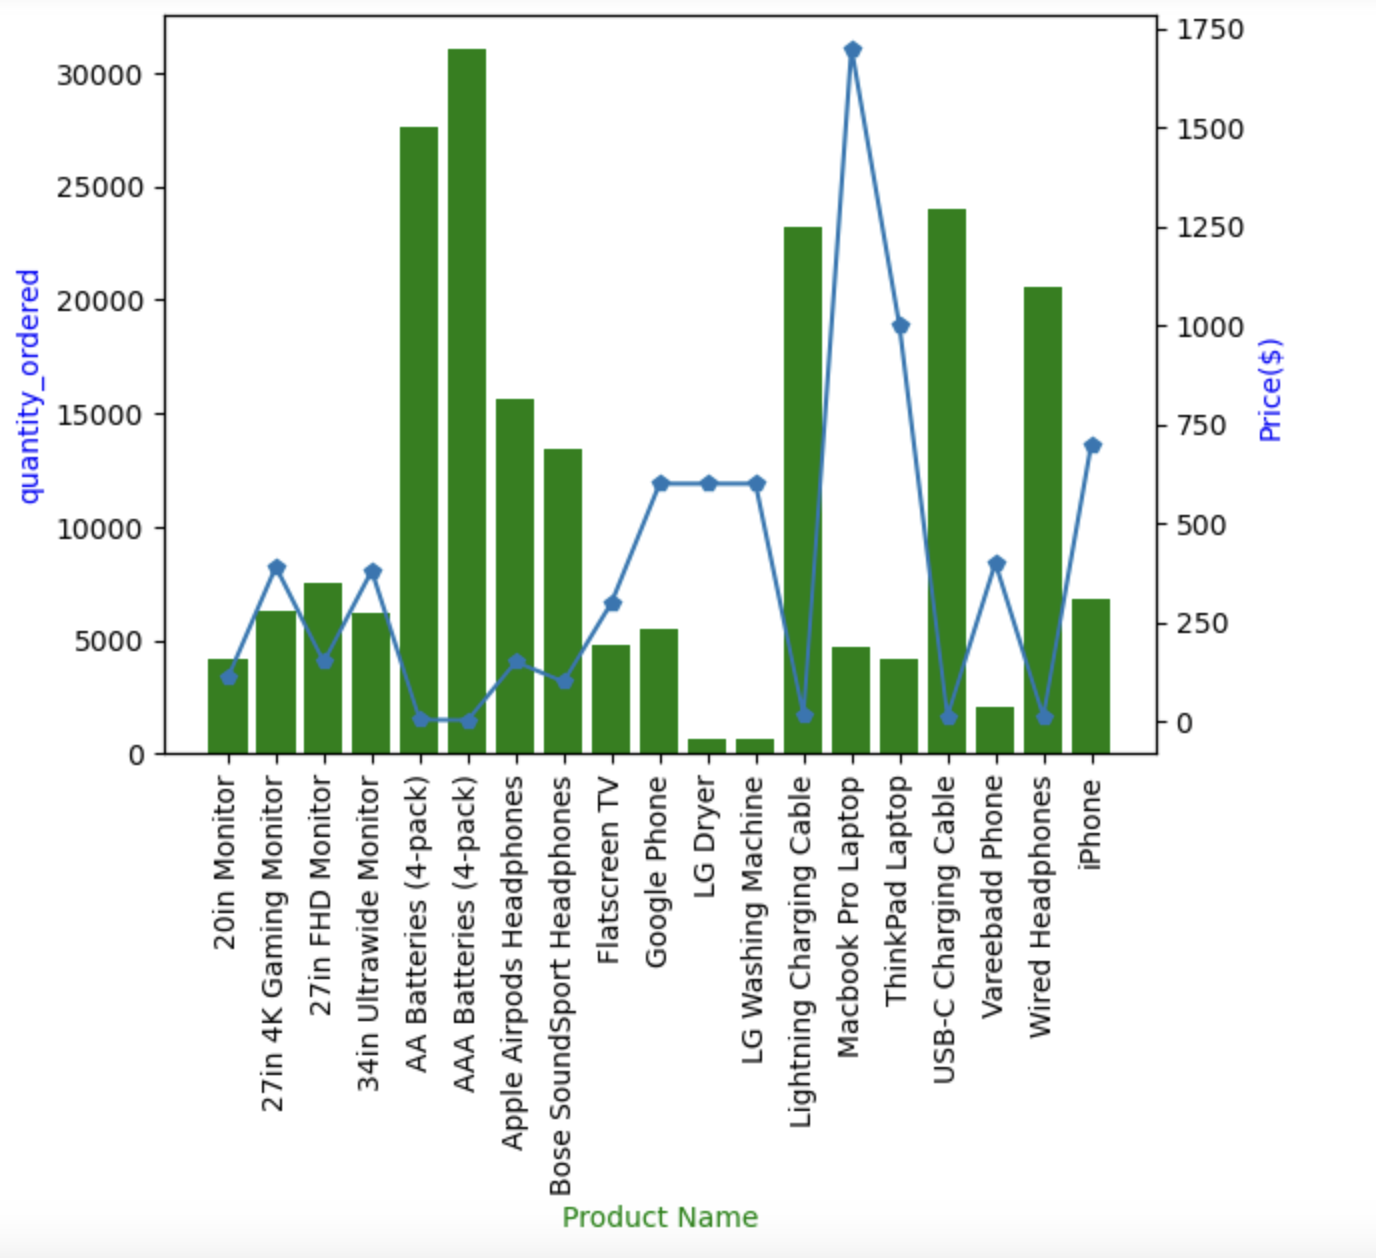 quantity_ordered
30000
25000
20000
15000
10000
5000
0
1750
1500
1250
1000
750
500
250
0
Price($)
20in Monitor
27in 4K Gaming Monitor
27in FHD Monitor
34in Ultrawide Monitor
AA Batteries (4-pack)
AAA Batteries (4-pack)
Apple Airpods Headphones
Bose SoundSport Headphones
Flatscreen TV
Google Phone
LG Dryer
LG Washing Machine
Lightning Charging Cable
Macbook Pro Laptop
ThinkPad Laptop
USB-C Charging Cable
Vareebadd Phone
Wired Headphones
iPhone
Product Name